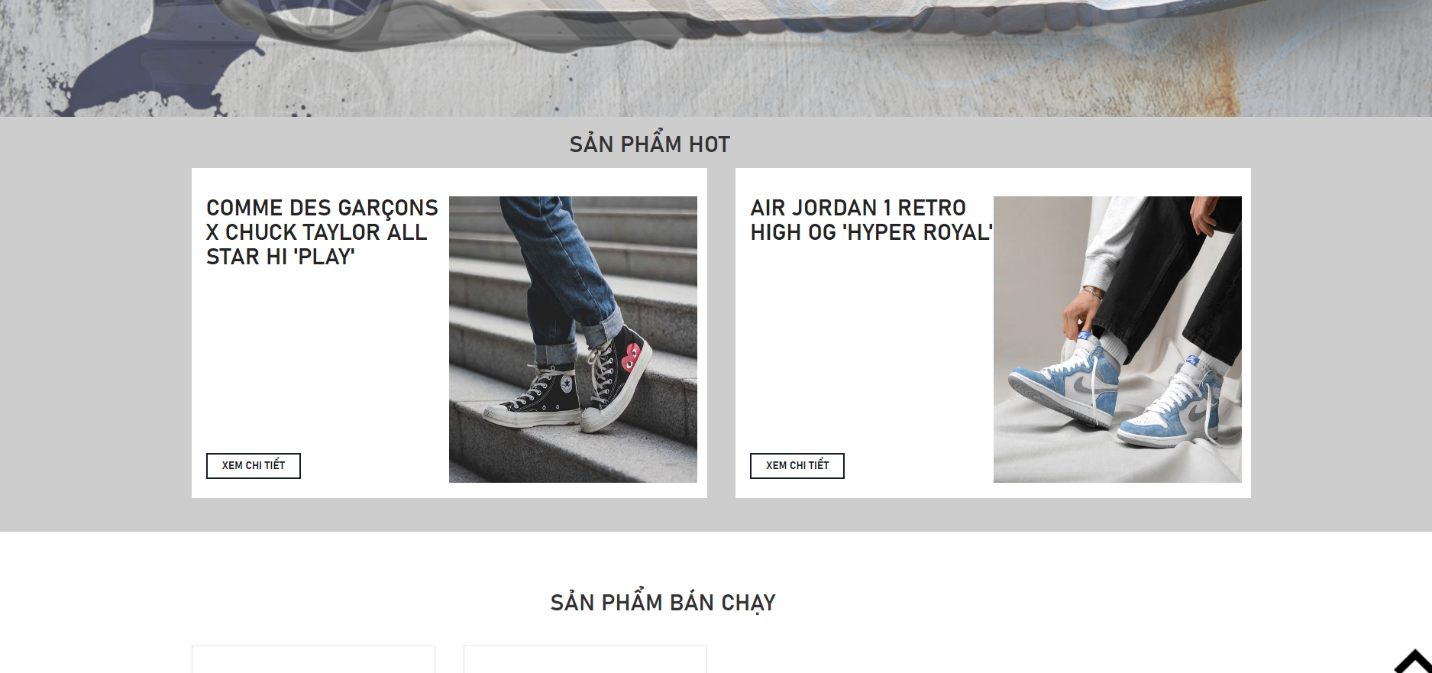 SẢN PHẨM HOT
COMME DES GARÇONS
X CHUCK TAYLOR ALL
STAR HI 'PLAY'
XEM CHI TIẾT
AIR JORDAN 1 RETRO
HIGH OG 'HYPER ROYAL'
XEM CHI TIẾT
SẢN PHẨM BÁN CHẠY